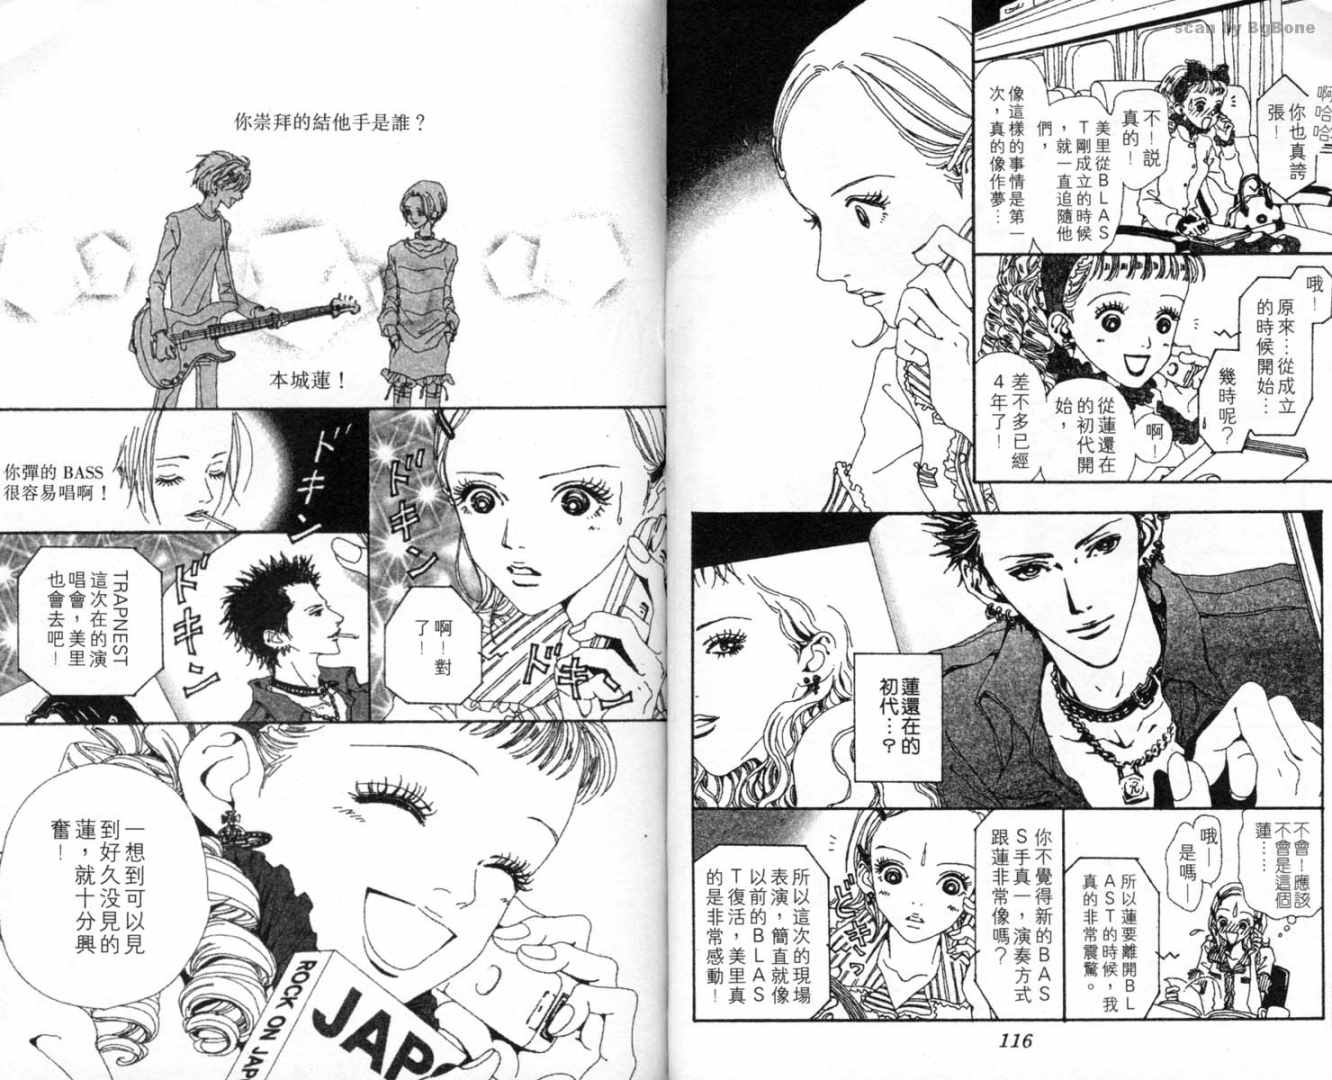 scan by BgBone
啊哈哈
你也真誇
張！
不！説
真的！
美里從BLAS
T剛成立的時候
，就一直追隨他
們，
像這樣的事情是第一
次，真的像作夢…
哦！
原來…從成立
的時候開始…
幾時呢？
啊！
從蓮還在
的初代開
始，
差不多已經
4年了！
蓮還在的
初代…？
不會！應該
不會是這個
蓮……
哦—
是嗎—
所以蓮要離開BL
AST的時候，我
真的非常震驚。
你不覺得新的BAS
S手真一，演奏方式
跟蓮非常像嗎？
ドキッ
所以這次的現場
表演，簡直就像
以前的BLAS
T復活，美里真
的是非常感動！
116
你崇拜的結他手是誰？
本城蓮！
ドキン
ドキン
啊！對
了！
ドキン
你彈的 BASS
很容易唱啊！
ドキン
TRAPNEST
這次在的演
唱會，美里
也會去吧！
一想到可以見
到好久没見的
蓮，就十分興
奮！
ROCK ON JAP
JAP